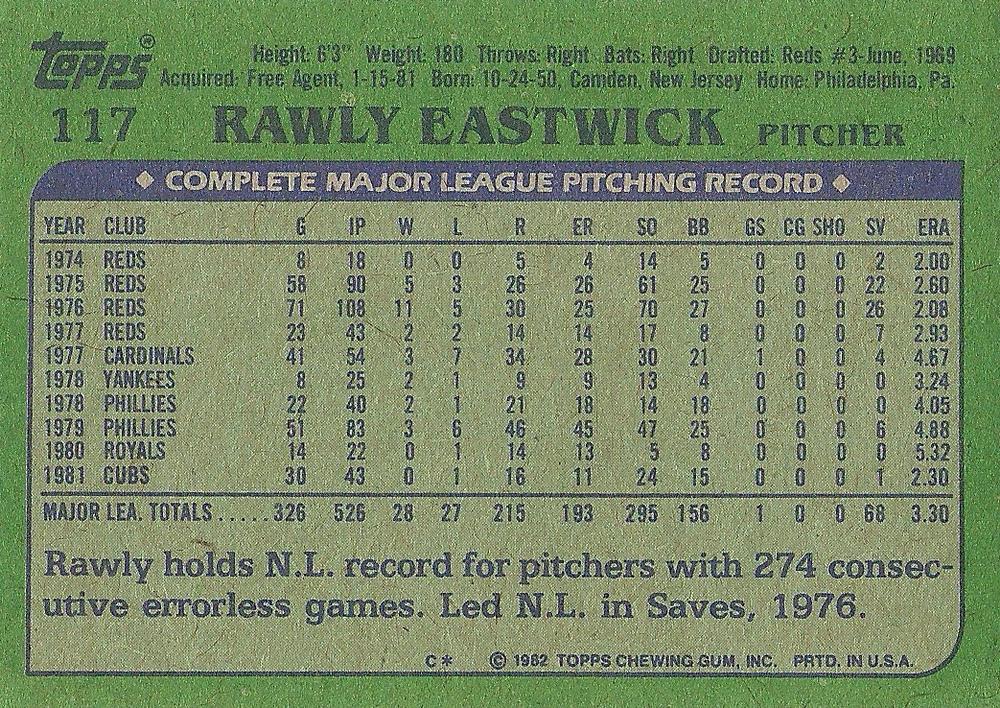 Topps®
Height: 6'3" Weight: 180 Throws: Right Bats: Right Drafted: Reds #3-June, 1969
Acquired: Free Agent, 1-15-81 Born: 10-24-50, Camden, New Jersey Home: Philadelphia, Pa.
117 RAWLY EASTWICK PITCHER
◆ COMPLETE MAJOR LEAGUE PITCHING RECORD ◆
YEAR CLUB G IP W L R ER SO BB GS CG SHO SV ERA
1974 REDS 8 18 0 0 5 4 14 5 0 0 0 2 2.00
1975 REDS 58 90 5 3 26 26 61 25 0 0 0 22 2.60
1976 REDS 71 108 11 5 30 25 70 27 0 0 0 26 2.08
1977 REDS 23 43 2 2 14 14 17 8 0 0 0 7 2.93
1977 CARDINALS 41 54 3 7 34 28 30 21 1 0 0 4 4.67
1978 YANKEES 8 25 2 1 9 9 13 4 0 0 0 0 3.24
1978 PHILLIES 22 40 2 1 21 18 14 18 0 0 0 0 4.05
1979 PHILLIES 51 83 3 6 46 45 47 25 0 0 0 6 4.88
1980 ROYALS 14 22 0 1 14 13 5 8 0 0 0 0 5.32
1981 CUBS 30 43 0 1 16 11 24 15 0 0 0 1 2.30
MAJOR LEA. TOTALS.....326 526 28 27 215 193 295 156 1 0 0 68 3.30
Rawly holds N.L. record for pitchers with 274 consec-
utive errorless games. Led N.L. in Saves, 1976.
C* © 1982 TOPPS CHEWING GUM, INC. PRTD. IN U.S.A.